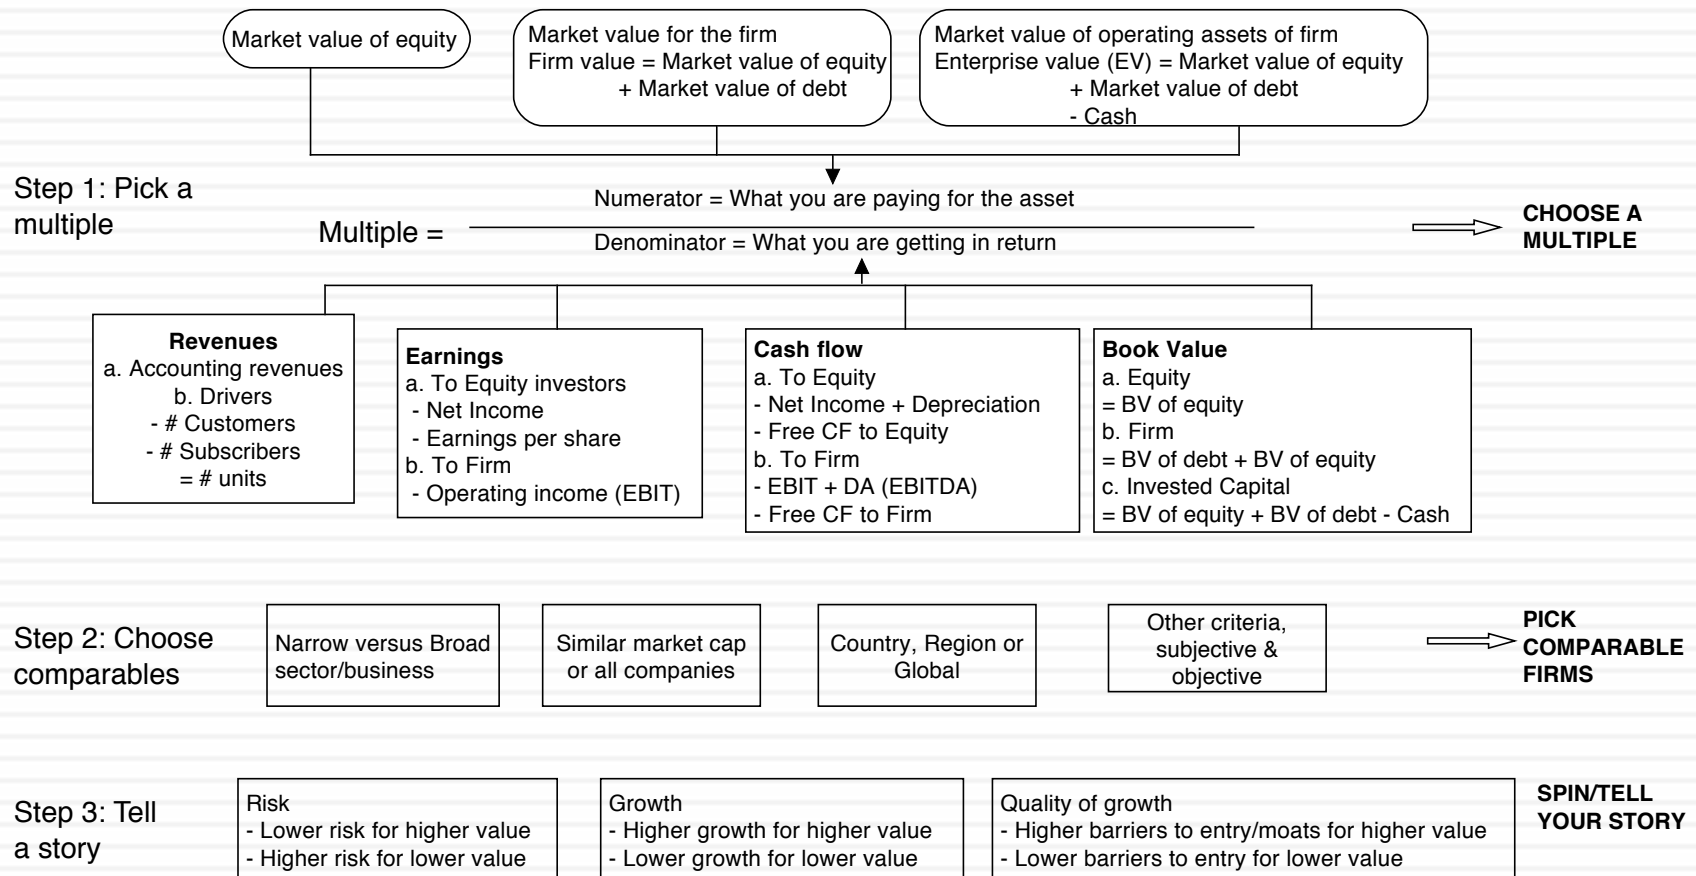 Market value of equity
Market value for the firm
Firm value = Market value of equity
+ Market value of debt
Market value of operating assets of firm
Enterprise value (EV) = Market value of equity
+ Market value of debt
- Cash
Step 1: Pick a
multiple
Numerator = What you are paying for the asset
Multiple =
Denominator = What you are getting in return
CHOOSE A
MULTIPLE
Revenues
a. Accounting revenues
b. Drivers
- # Customers
- # Subscribers
= # units
Earnings
a. To Equity investors
- Net Income
- Earnings per share
b. To Firm
- Operating income (EBIT)
Cash flow
a. To Equity
- Net Income + Depreciation
- Free CF to Equity
b. To Firm
- EBIT + DA (EBITDA)
- Free CF to Firm
Book Value
a. Equity
= BV of equity
b. Firm
= BV of debt + BV of equity
c. Invested Capital
= BV of equity + BV of debt - Cash
Step 2: Choose
comparables
Narrow versus Broad
sector/business
Similar market cap
or all companies
Country, Region or
Global
Other criteria,
subjective &
objective
PICK
COMPARABLE
FIRMS
Step 3: Tell
a story
Risk
- Lower risk for higher value
- Higher risk for lower value
Growth
- Higher growth for higher value
- Lower growth for lower value
Quality of growth
- Higher barriers to entry/moats for higher value
- Lower barriers to entry for lower value
SPIN/TELL
YOUR STORY